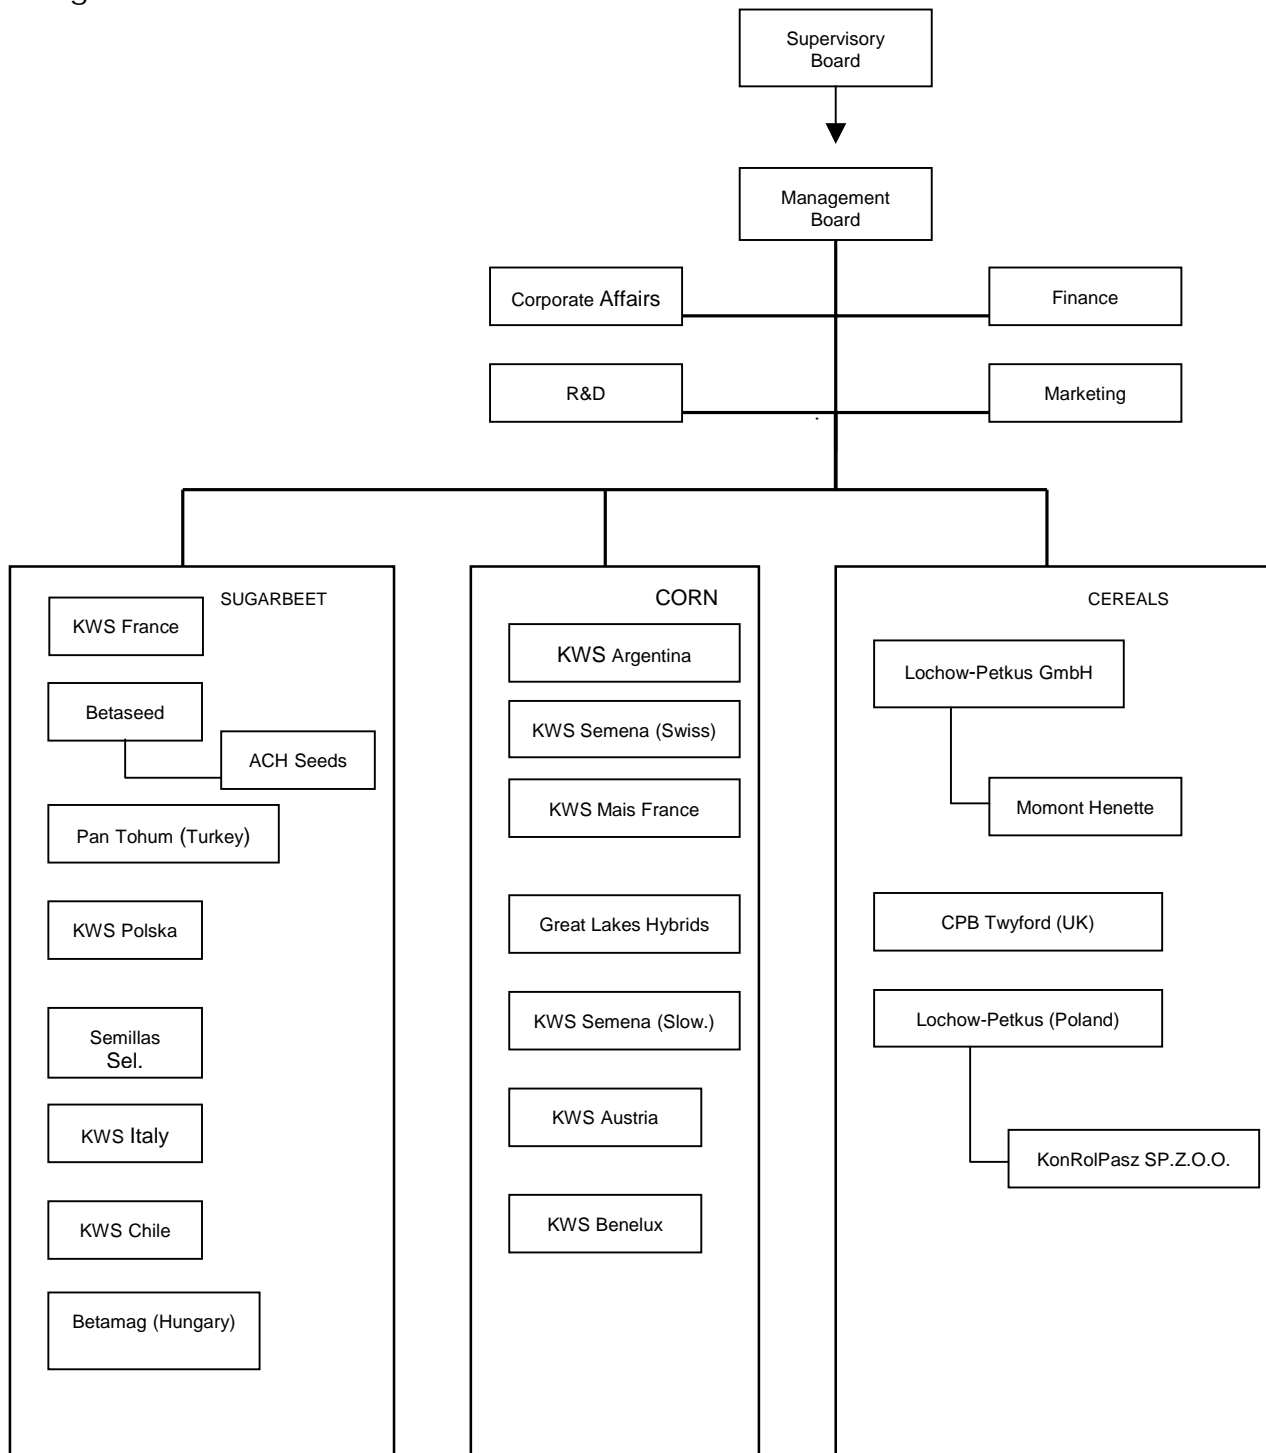 Supervisory
Board
Management
Board
Corporate Affairs
Finance
R&D
Marketing
SUGARBEET
KWS France
Betaseed
ACH Seeds
Pan Tohum (Turkey)
KWS Polska
Semillas
Sel.
KWS Italy
KWS Chile
Betamag (Hungary)
CORN
KWS Argentina
KWS Semena (Swiss)
KWS Mais France
Great Lakes Hybrids
KWS Semena (Slow.)
KWS Austria
KWS Benelux
CEREALS
Lochow-Petkus GmbH
Momont Henette
CPB Twyford (UK)
Lochow-Petkus (Poland)
KonRolPasz SP.Z.O.O.